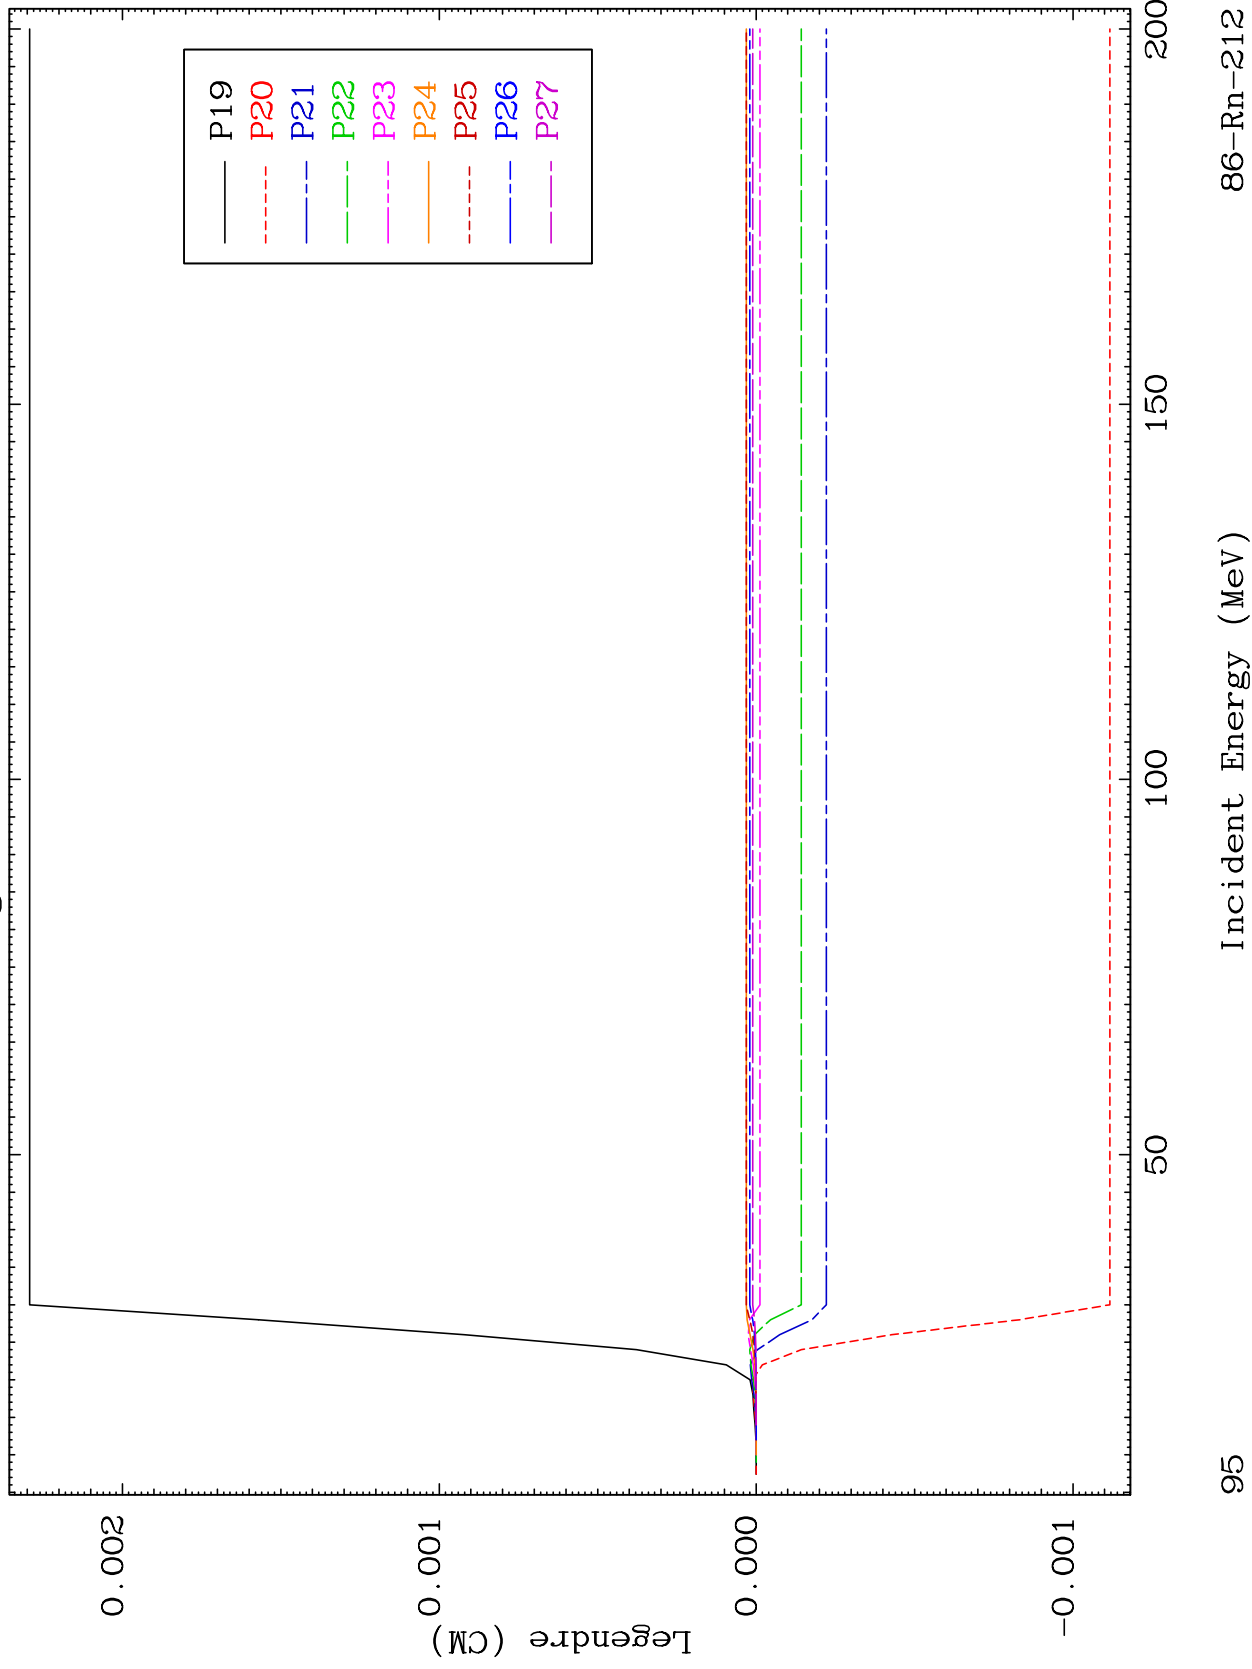 P19
P20
P21
P22
P23
P24
P25
P26
P27
0.002
0.001
0.000
-0.001
Legendre (CM)
50
100
150
200
95
Incident Energy (MeV)
86-Rn-212